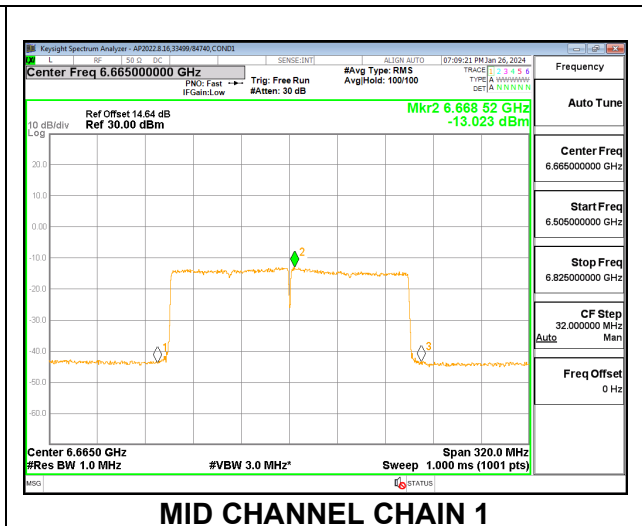 Keysight Spectrum Analyzer - AP2022.8.16,33499/84740,COND1
L RF 50 Ω DC SENSE:INT ALIGN AUTO 07:09:21 PM Jan 26, 2024
Center Freq 6.665000000 GHz
PNO: Fast
IFGain:Low
Trig: Free Run
#Atten: 30 dB
#Avg Type: RMS
Avg|Hold: 100/100
TRACE 1 2 3 4 5 6
TYPE A WWWWW
DET A N N N N N
Mkr2 6.668 52 GHz
-13.023 dBm
Ref Offset 14.64 dB
Ref 30.00 dBm
10 dB/div
Log
20.0
10.0
0.00
-10.0
-20.0
-30.0
-40.0
-50.0
-60.0
1
2
3
Center 6.6650 GHz
Span 320.0 MHz
#Res BW 1.0 MHz
#VBW 3.0 MHz*
Sweep 1.000 ms (1001 pts)
MSG
STATUS
Frequency
Auto Tune
Center Freq
6.665000000 GHz
Start Freq
6.505000000 GHz
Stop Freq
6.825000000 GHz
CF Step
32.000000 MHz
Auto Man
Freq Offset
0 Hz
MID CHANNEL CHAIN 1